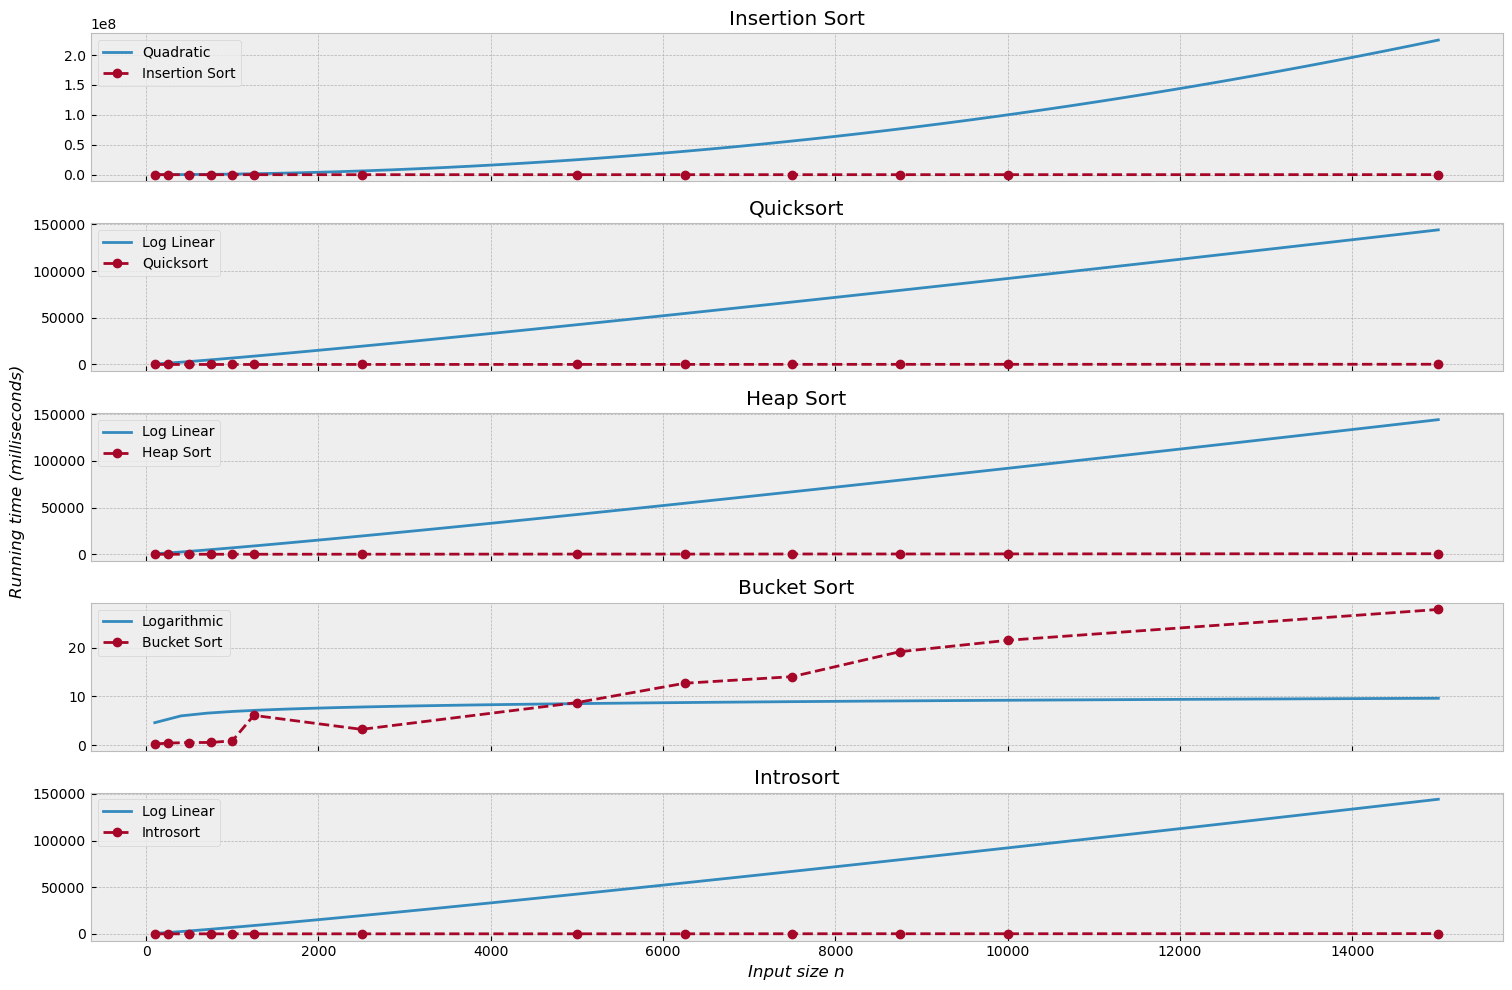 Insertion Sort
1e8
Quadratic
Insertion Sort
2.0
1.5
1.0
0.5
0.0
Quicksort
Log Linear
Quicksort
150000
100000
50000
0
Heap Sort
Log Linear
Heap Sort
150000
100000
50000
0
Running time (milliseconds)
Bucket Sort
Logarithmic
Bucket Sort
20
10
0
Introsort
Log Linear
Introsort
150000
100000
50000
0
0 2000 4000 6000 8000 10000 12000 14000
Input size n